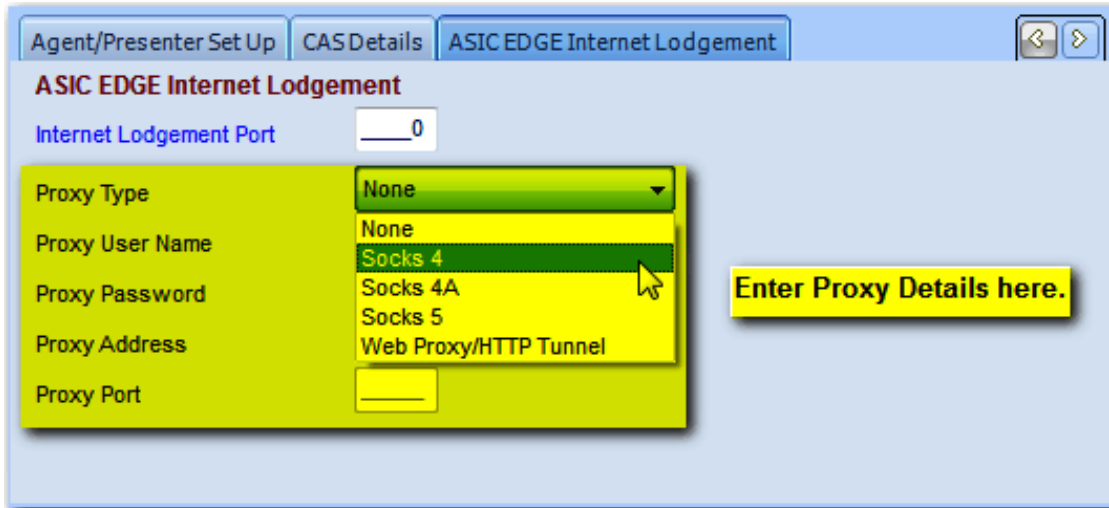 Agent/Presenter Set Up CAS Details ASIC EDGE Internet Lodgement
ASIC EDGE Internet Lodgement
Internet Lodgement Port ____0
Proxy Type None
Proxy User Name
Proxy Password
Proxy Address
Proxy Port _____
None
Socks 4
Socks 4A
Socks 5
Web Proxy/HTTP Tunnel
Enter Proxy Details here.